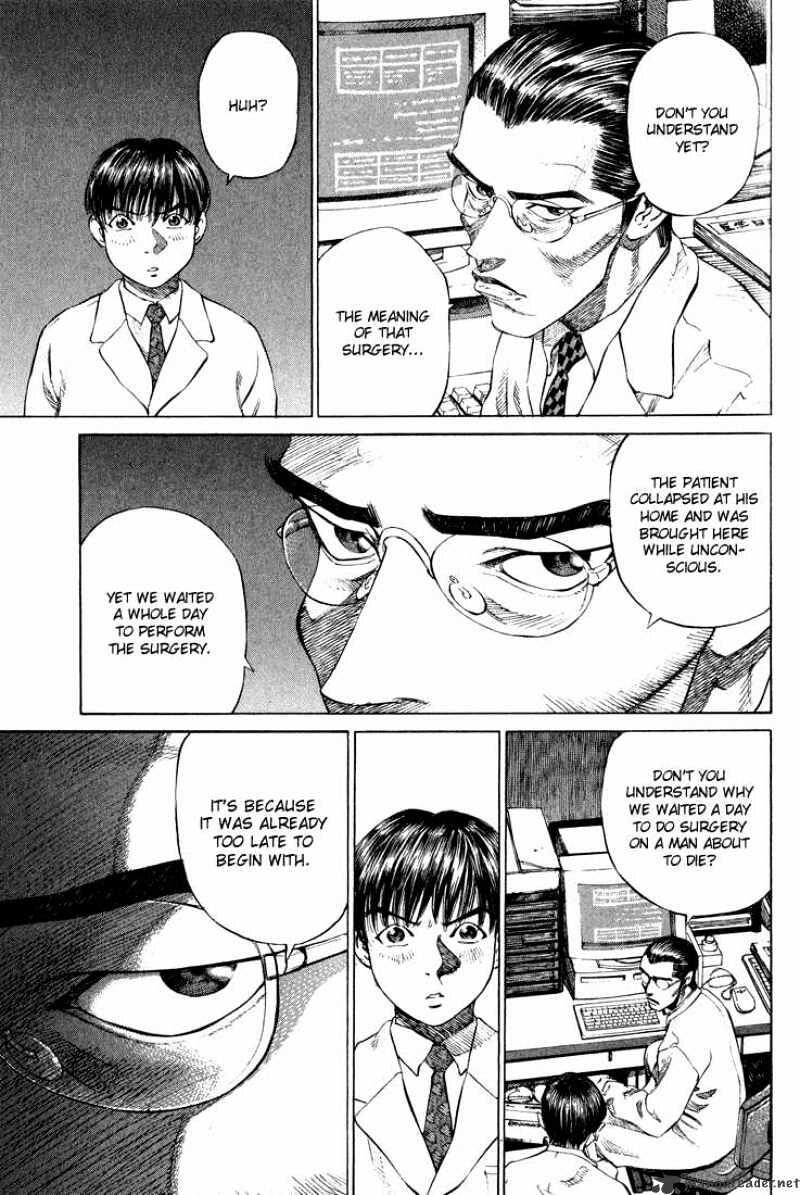 DON'T YOU
UNDERSTAND
YET?
THE MEANING
OF THAT
SURGERY...
HUH?
THE PATIENT
COLLAPSED AT HIS
HOME AND WAS
BROUGHT HERE
WHILE UNCON-
SCIOUS.
YET WE WAITED
A WHOLE DAY
TO PERFORM
THE SURGERY.
DON'T YOU
UNDERSTAND WHY
WE WAITED A DAY
TO DO SURGERY
ON A MAN ABOUT
TO DIE?
IT'S BECAUSE
IT WAS ALREADY
TOO LATE TO
BEGIN WITH.